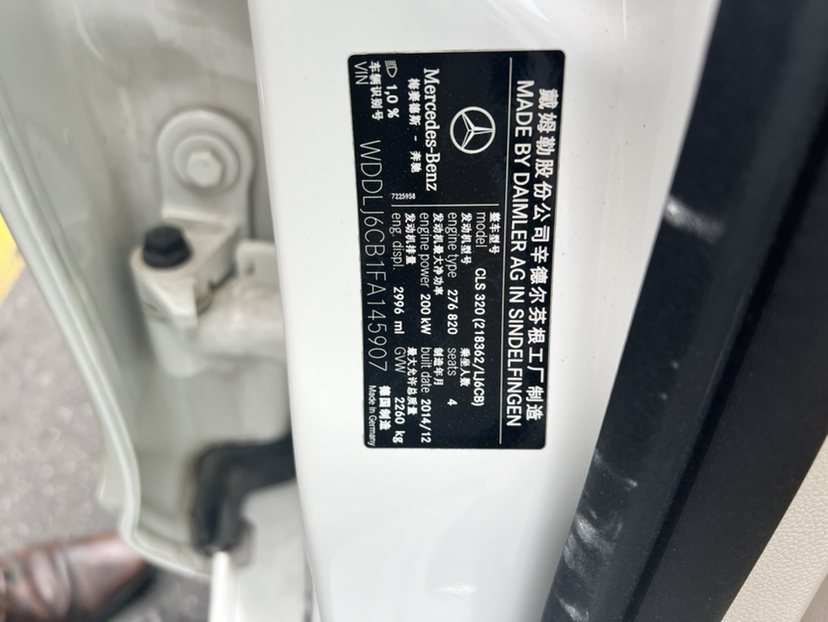 戴姆勒股份公司辛德尔芬根工厂制造
MADE BY DAIMLER AG IN SINDELFINGEN
整车型号
model CLS 320 (218362/LJ6CB)
发动机型号 乘坐人数
engine type 276 820 seats 4
发动机最大净功率 制造年月
engine power 200 kW built date 2014/12
发动机排量 最大允许总质量
eng. displ. 2996 ml GVW 2260 kg
Mercedes-Benz
梅赛德斯 - 奔驰
7225958
1,0 %
车辆识别号 德国制造
VIN WDDLJ6CB1FA145907 Made In Germany